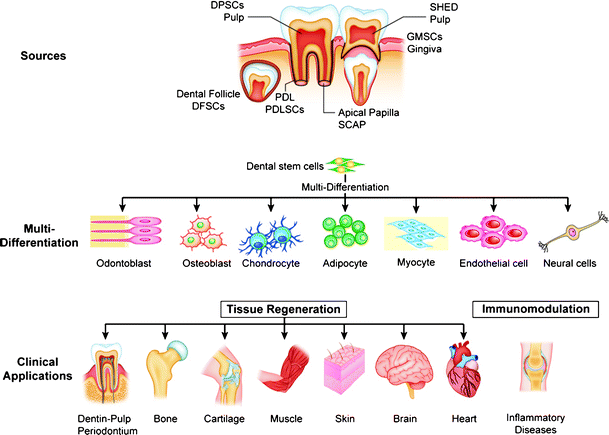 DPSCs
Pulp
SHED
Pulp
GMSCs
Gingiva
Sources
Dental Follicle
DFSCs
PDL
PDLSCs
Apical Papilla
SCAP
Dental stem cells
Multi-Differentiation
Multi-
Differentiation
Odontoblast
Osteoblast
Chondrocyte
Adipocyte
Myocyte
Endothelial cell
Neural cells
Tissue Regeneration
Immunomodulation
Clinical
Applications
Dentin-Pulp
Periodontium
Bone
Cartilage
Muscle
Skin
Brain
Heart
Inflammatory
Diseases